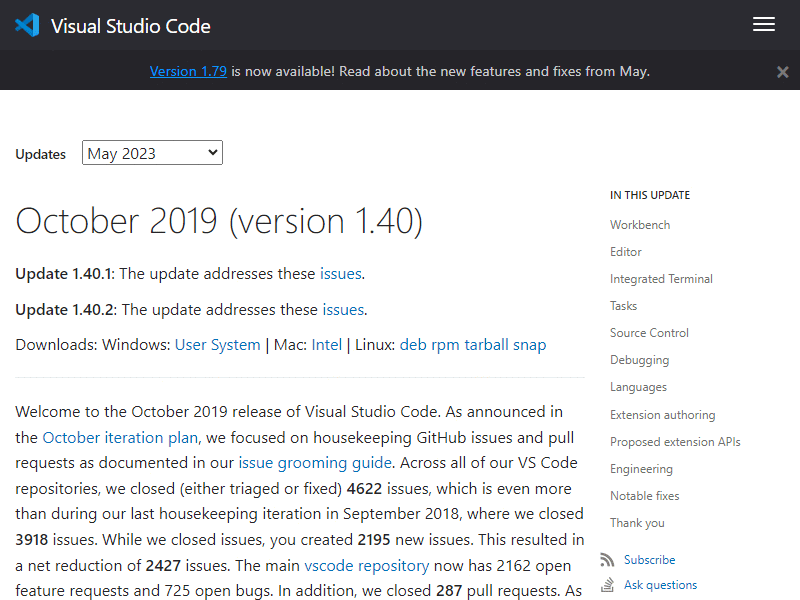 Visual Studio Code
Version 1.79 is now available! Read about the new features and fixes from May.
Updates
May 2023
October 2019 (version 1.40)
Update 1.40.1: The update addresses these issues.
Update 1.40.2: The update addresses these issues.
Downloads: Windows: User System | Mac: Intel | Linux: deb rpm tarball snap
Welcome to the October 2019 release of Visual Studio Code. As announced in
the October iteration plan, we focused on housekeeping GitHub issues and pull
requests as documented in our issue grooming guide. Across all of our VS Code
repositories, we closed (either triaged or fixed) 4622 issues, which is even more
than during our last housekeeping iteration in September 2018, where we closed
3918 issues. While we closed issues, you created 2195 new issues. This resulted in
a net reduction of 2427 issues. The main vscode repository now has 2162 open
feature requests and 725 open bugs. In addition, we closed 287 pull requests. As
IN THIS UPDATE
Workbench
Editor
Integrated Terminal
Tasks
Source Control
Debugging
Languages
Extension authoring
Proposed extension APIs
Engineering
Notable fixes
Thank you
Subscribe
Ask questions